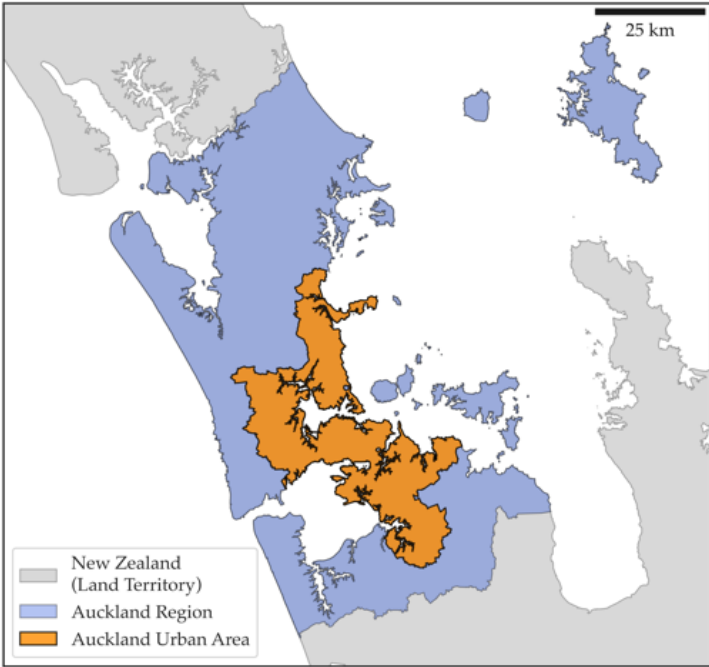 25 km
New Zealand
(Land Territory)
Auckland Region
Auckland Urban Area